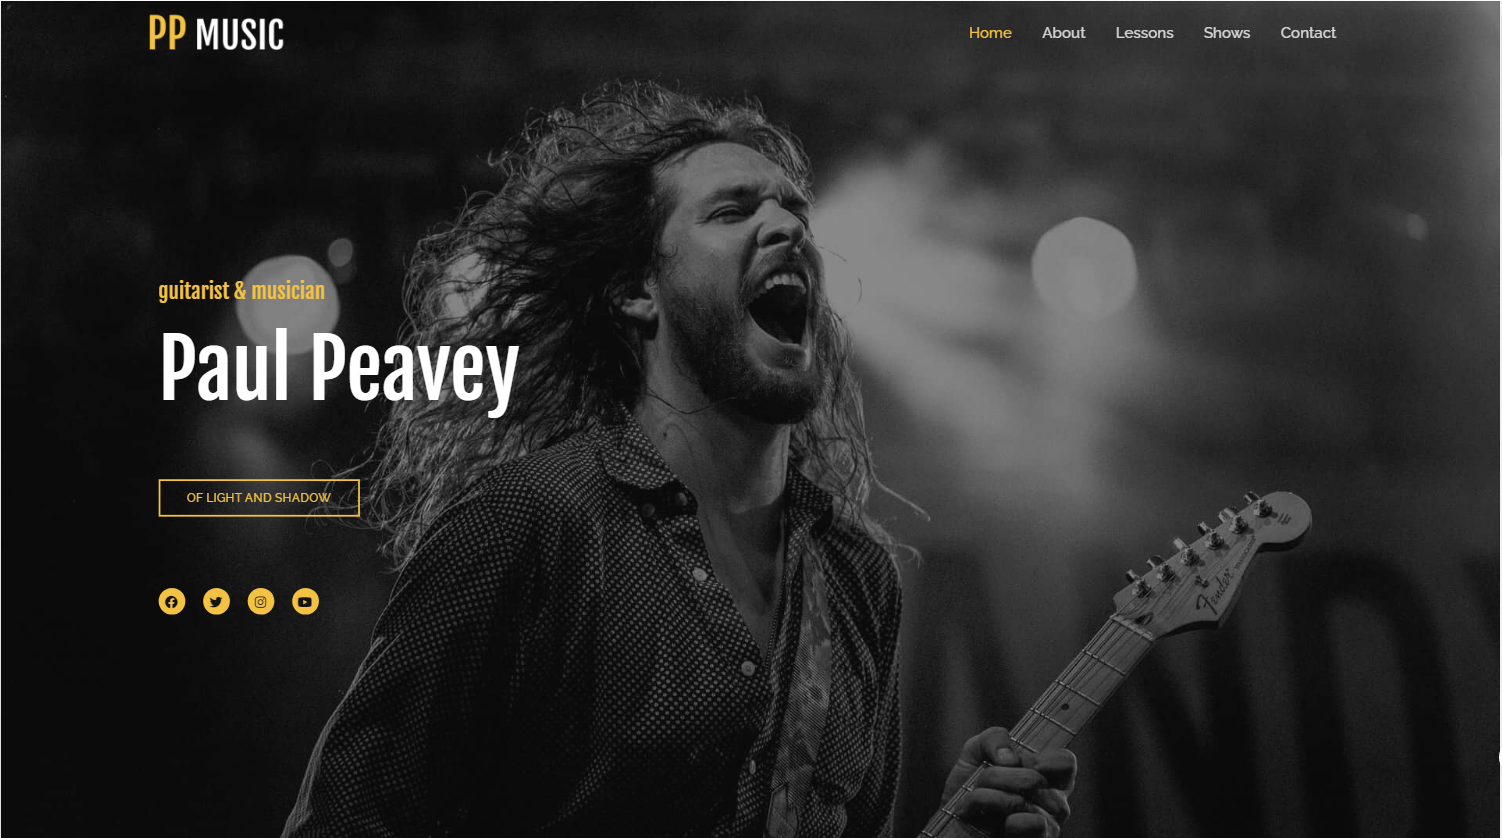 PP MUSIC
Home About Lessons Shows Contact
guitarist & musician
Paul Peavey
OF LIGHT AND SHADOW
Fender